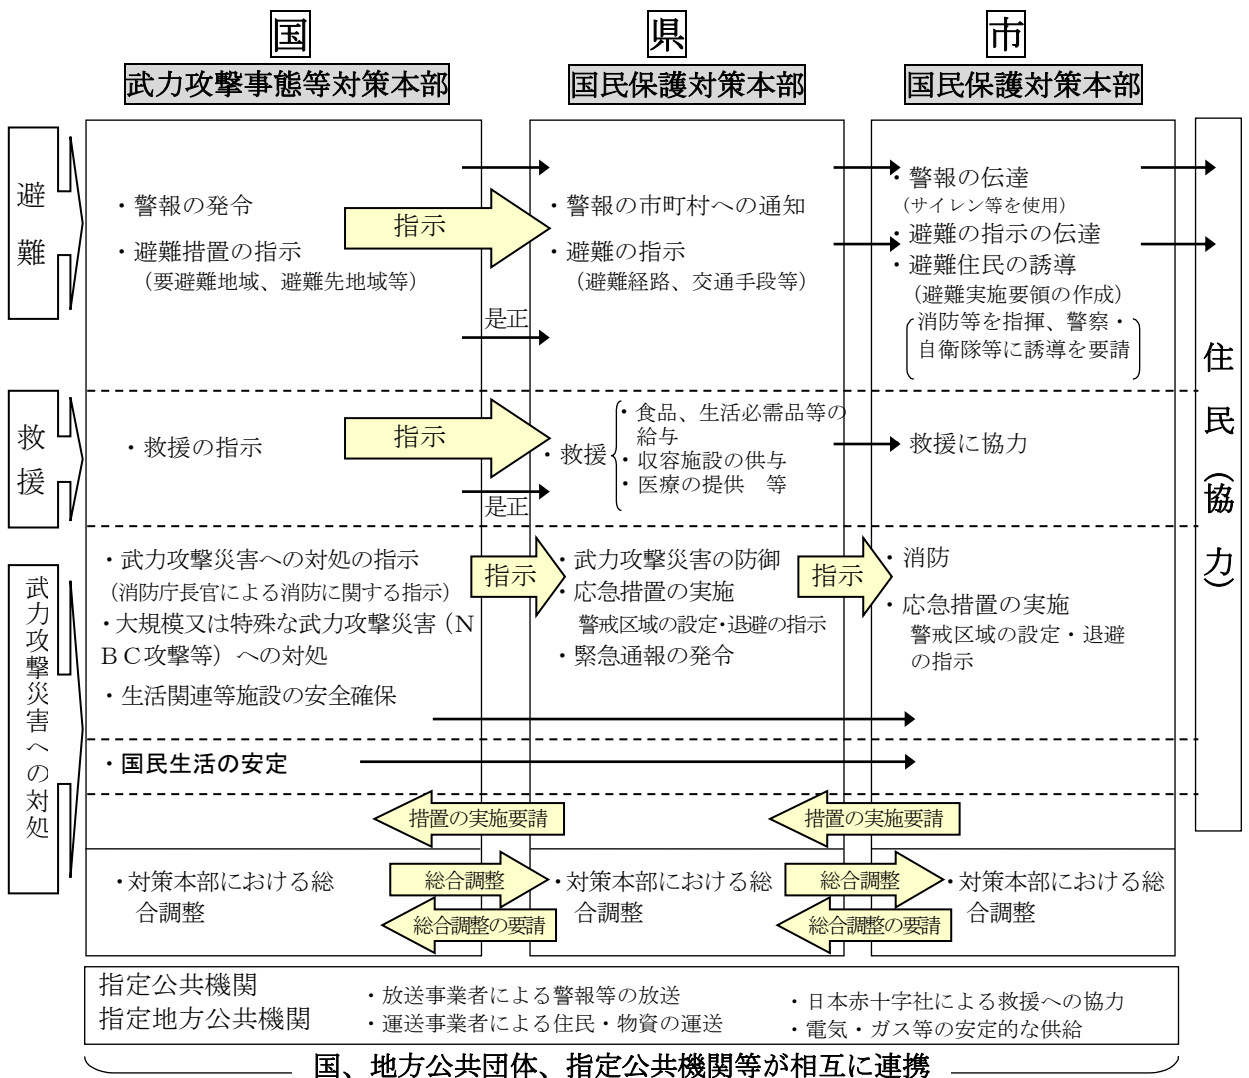 国
県
市
武力攻撃事態等対策本部
国民保護対策本部
国民保護対策本部
避難
・警報の発令
・避難措置の指示
（要避難地域、避難先地域等）
指示
是正
・警報の市町村への通知
・避難の指示
（避難経路、交通手段等）
・警報の伝達
（サイレン等を使用）
・避難の指示の伝達
・避難住民の誘導
（避難実施要領の作成）
消防等を指揮、警察・
自衛隊等に誘導を要請
住民（協力）
救援
・救援の指示
指示
是正
・救援
・食品、生活必需品等の
給与
・収容施設の供与
・医療の提供　等
救援に協力
武力攻撃災害への対処
・武力攻撃災害への対処の指示
（消防庁長官による消防に関する指示）
・大規模又は特殊な武力攻撃災害（Ｎ
ＢＣ攻撃等）への対処
・生活関連等施設の安全確保
指示
・武力攻撃災害の防御
・応急措置の実施
警戒区域の設定・退避の指示
・緊急通報の発令
指示
・消防
・応急措置の実施
警戒区域の設定・退避
の指示
・国民生活の安定
措置の実施要請
措置の実施要請
・対策本部における総
合調整
総合調整
総合調整の要請
・対策本部における総
合調整
総合調整
総合調整の要請
・対策本部における総
合調整
指定公共機関
指定地方公共機関
・放送事業者による警報等の放送
・運送事業者による住民・物資の運送
・日本赤十字社による救援への協力
・電気・ガス等の安定的な供給
国、地方公共団体、指定公共機関等が相互に連携